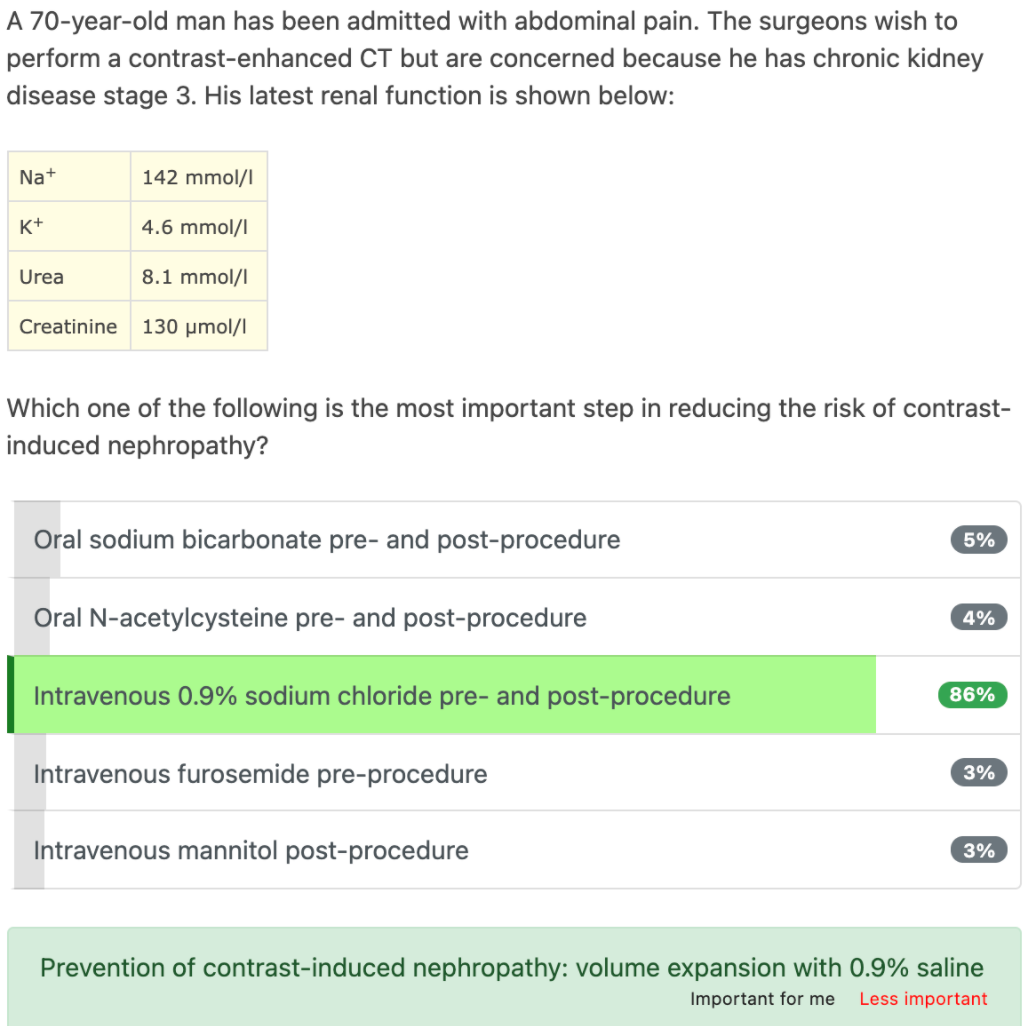 A 70-year-old man has been admitted with abdominal pain. The surgeons wish to
perform a contrast-enhanced CT but are concerned because he has chronic kidney
disease stage 3. His latest renal function is shown below:
Na⁺ 142 mmol/l
K⁺ 4.6 mmol/l
Urea 8.1 mmol/l
Creatinine 130 µmol/l
Which one of the following is the most important step in reducing the risk of contrast-
induced nephropathy?
Oral sodium bicarbonate pre- and post-procedure 5%
Oral N-acetylcysteine pre- and post-procedure 4%
Intravenous 0.9% sodium chloride pre- and post-procedure 86%
Intravenous furosemide pre-procedure 3%
Intravenous mannitol post-procedure 3%
Prevention of contrast-induced nephropathy: volume expansion with 0.9% saline
Important for me Less important